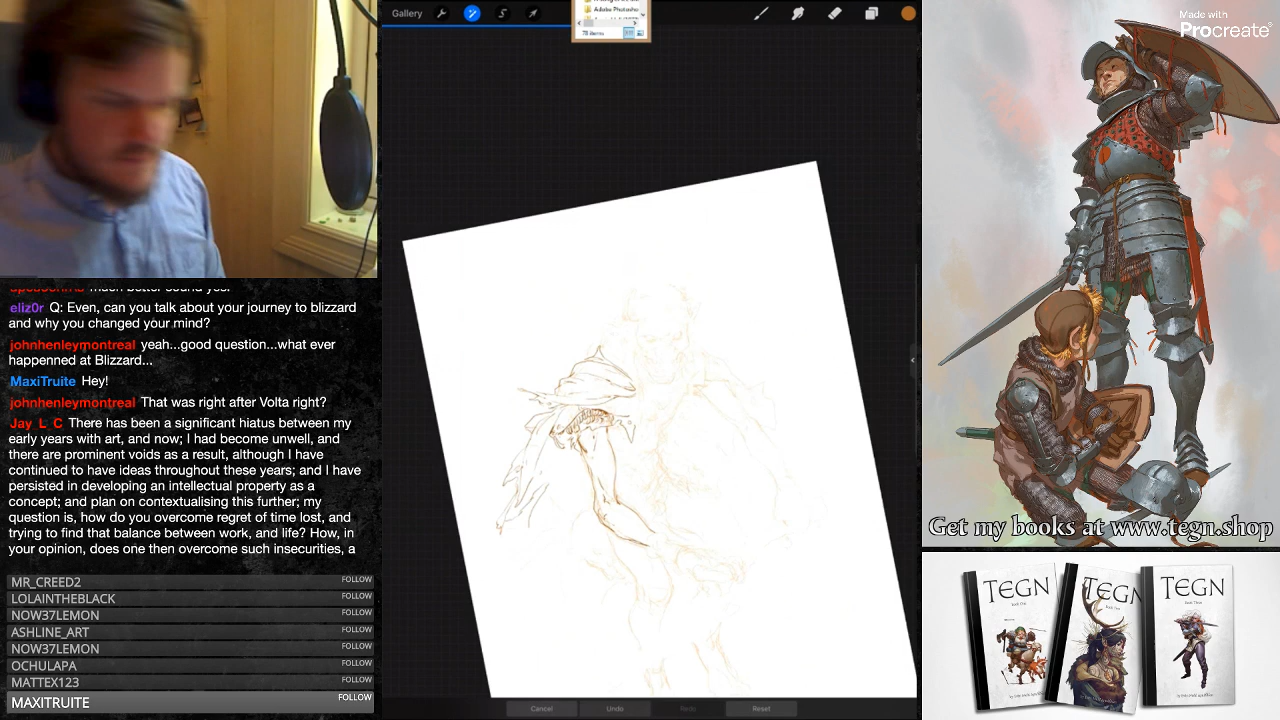 Gallery
Adobe Photosho
78 items
Made with
Procreate
much better sound yes!
eliz0r Q: Even, can you talk about your journey to blizzard
and why you changed your mind?
johnhenleymontreal yeah...good question...what ever
happenned at Blizzard...
MaxiTruite Hey!
johnhenleymontreal That was right after Volta right?
Jay_L_C There has been a significant hiatus between my
early years with art, and now; I had become unwell, and
there are prominent voids as a result, although I have
continued to have ideas throughout these years; and I have
persisted in developing an intellectual property as a
concept; and plan on contextualising this further; my
question is, how do you overcome regret of time lost, and
trying to find that balance between work, and life? How, in
your opinion, does one then overcome such insecurities, a
MR_CREED2 FOLLOW
LOLAINTHEBLACK FOLLOW
NOW37LEMON FOLLOW
ASHLINE_ART FOLLOW
NOW37LEMON FOLLOW
OCHULAPA FOLLOW
MATTEX123 FOLLOW
MAXITRUITE FOLLOW
Cancel
Undo
Redo
Reset
Get my books at www.tegn.shop
TEGN
TEGN
TEGN